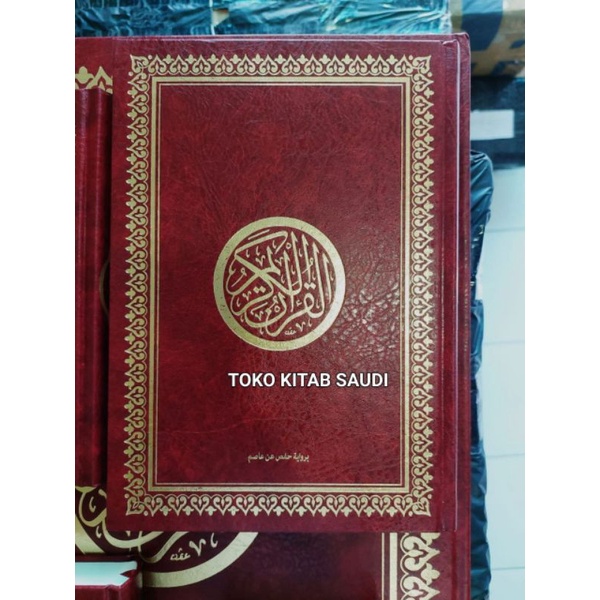 القرآن الكريم
TOKO KITAB SAUDI
برواية حفص عن عاصم